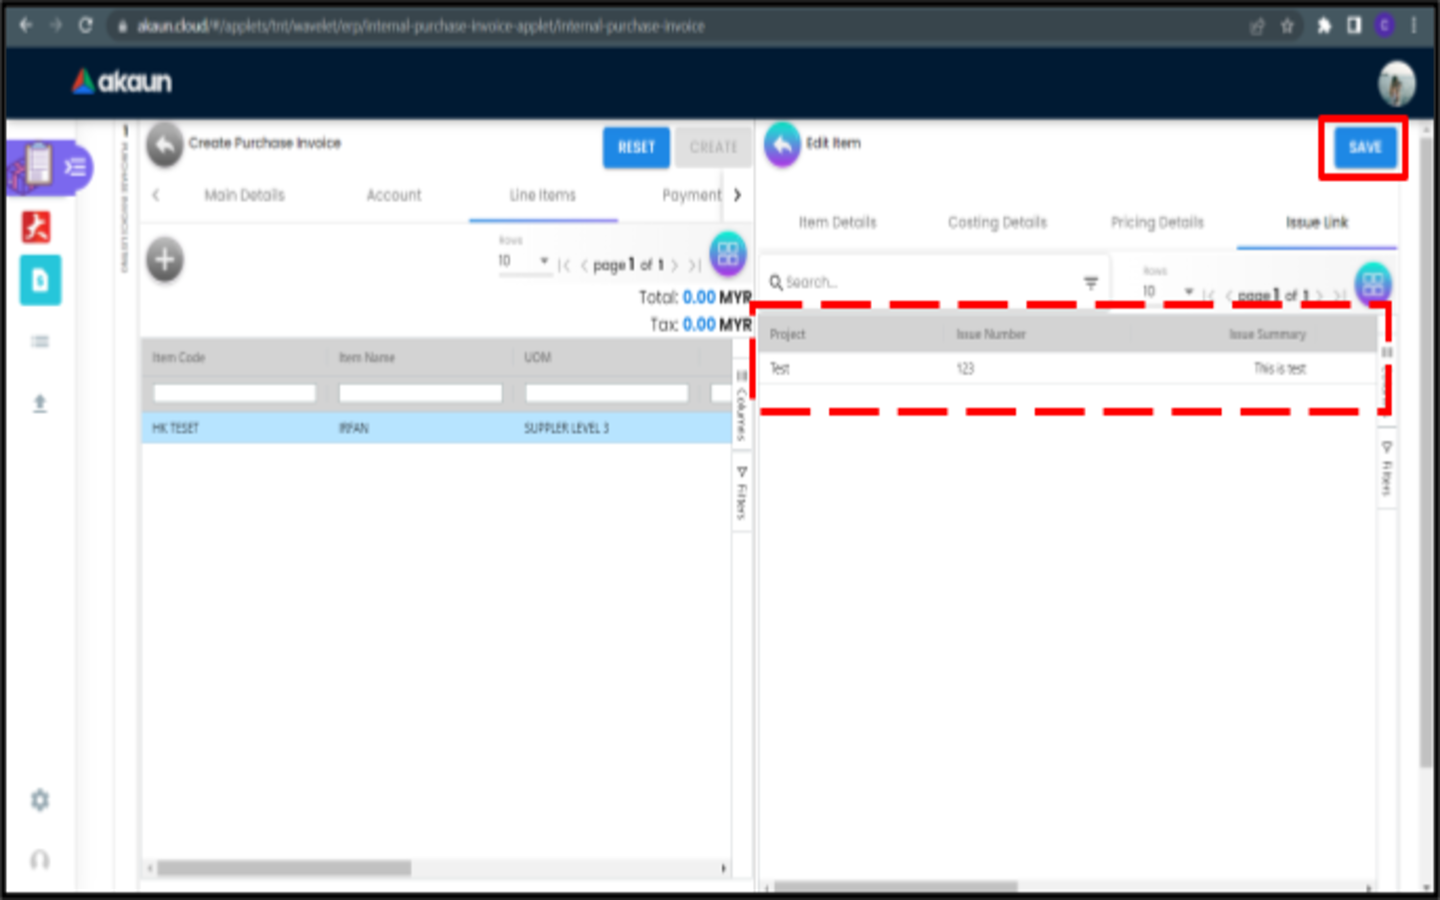 akaun.cloud/#/applets/tnt/wavelet/erp/internal-purchase-invoice-applet/internal-purchase-invoice
akaun
Create Purchase Invoice
RESET
CREATE
Main Details
Account
Line Items
Payment
Rows
10
page 1 of 1
Total: 0.00 MYR
Tax: 0.00 MYR
Item Code
Item Name
UOM
HK TESET
IRFAN
SUPPLER LEVEL 3
Columns
Filters
Edit Item
SAVE
Item Details
Costing Details
Pricing Details
Issue Link
Search...
Rows
10
page 1 of 1
Project
Issue Number
Issue Summary
Test
123
This is test
Filters